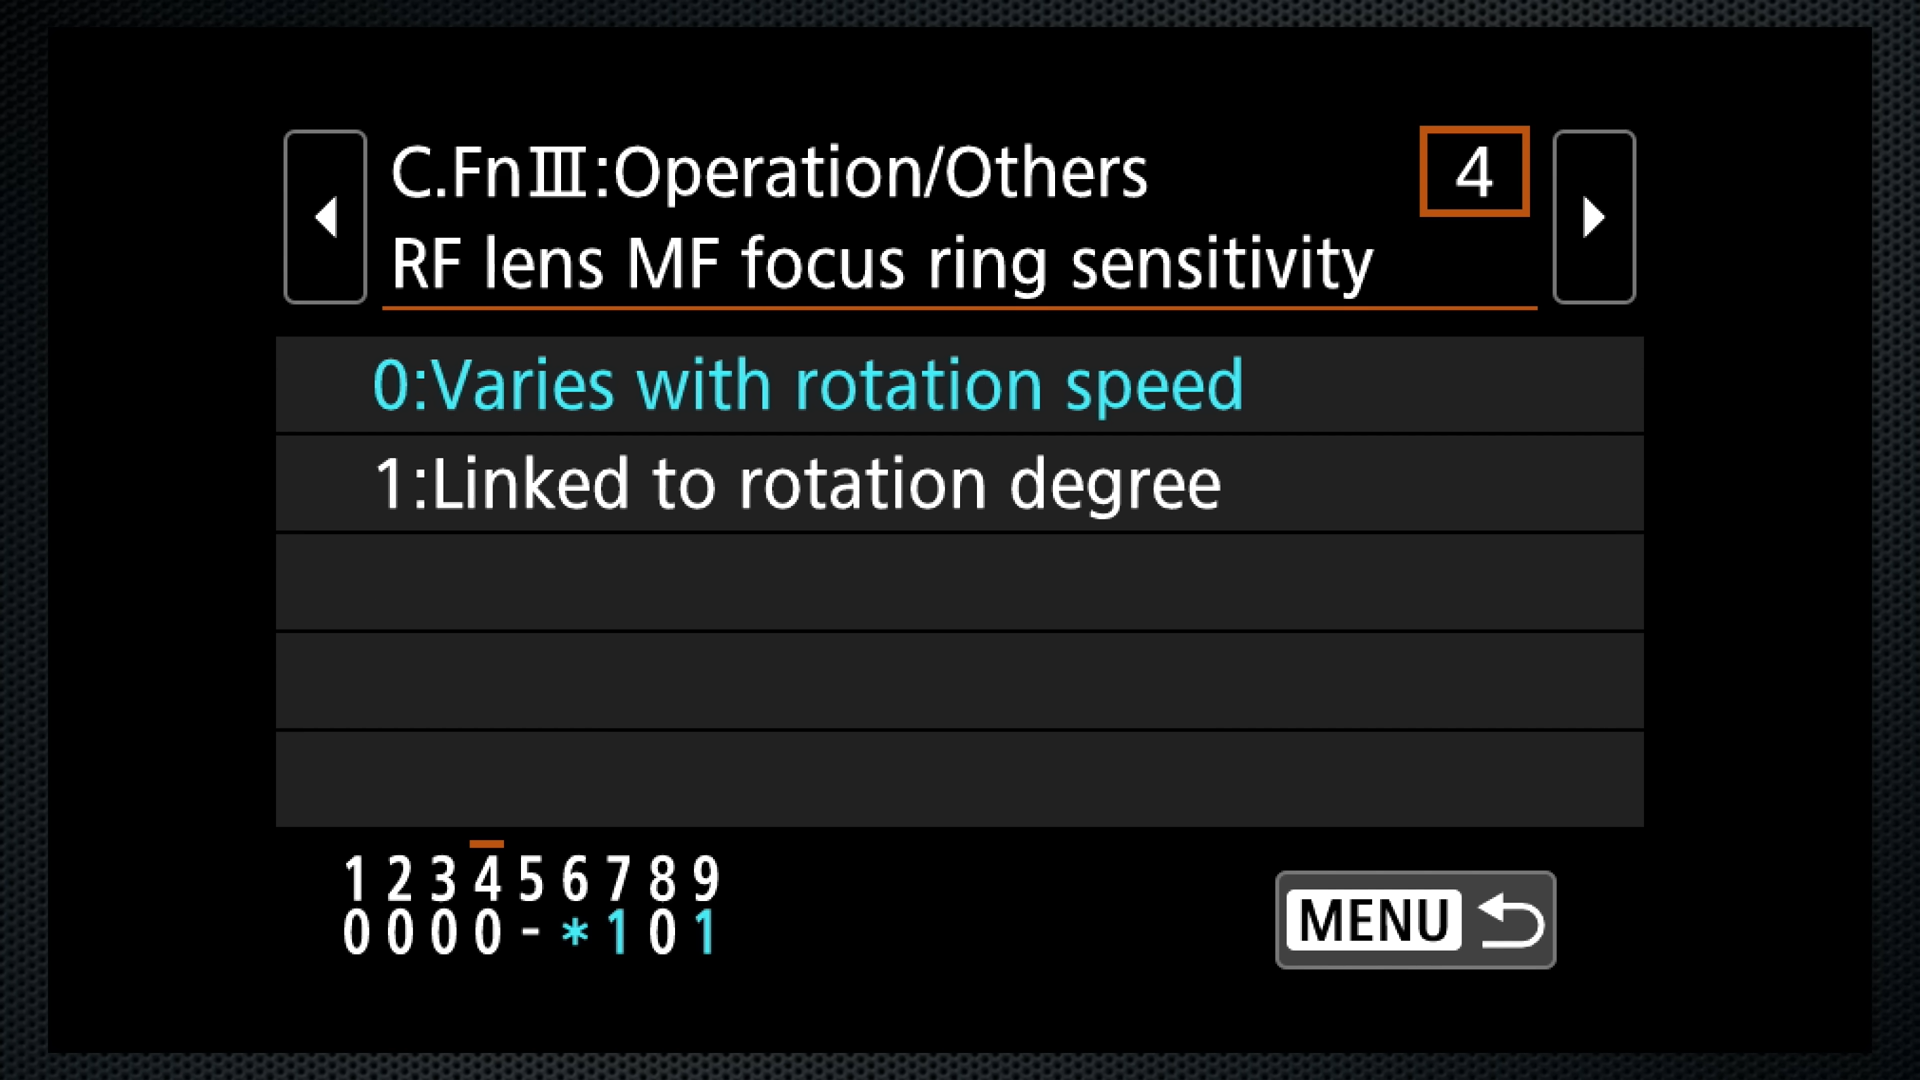 C.FnⅢ:Operation/Others 4
RF lens MF focus ring sensitivity
0:Varies with rotation speed
1:Linked to rotation degree
1 2 3 4 5 6 7 8 9
0 0 0 0 - * 1 0 1
MENU